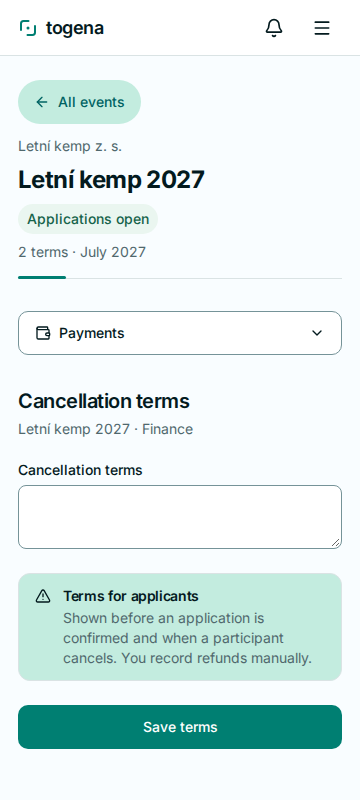 togena
All events
Letní kemp z. s.
Letní kemp 2027
Applications open
2 terms · July 2027
Payments
Cancellation terms
Letní kemp 2027 · Finance
Cancellation terms
Terms for applicants
Shown before an application is
confirmed and when a participant
cancels. You record refunds manually.
Save terms